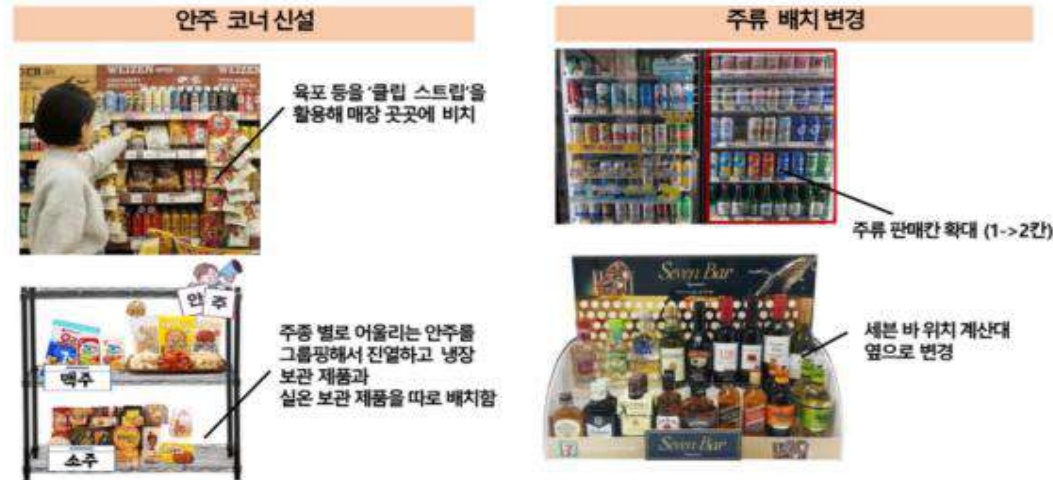 안주 코너 신설
육포 등을 ‘클립 스트립’을
활용해 매장 곳곳에 비치
안 주
맥주
소주
주종 별로 어울리는 안주를
그룹핑해서 진열하고 냉장
보관 제품과
실온 보관 제품을 따로 배치함
주류 배치 변경
주류 판매칸 확대 (1->2칸)
Seven Bar
Seven Bar
세븐 바 위치 계산대
옆으로 변경